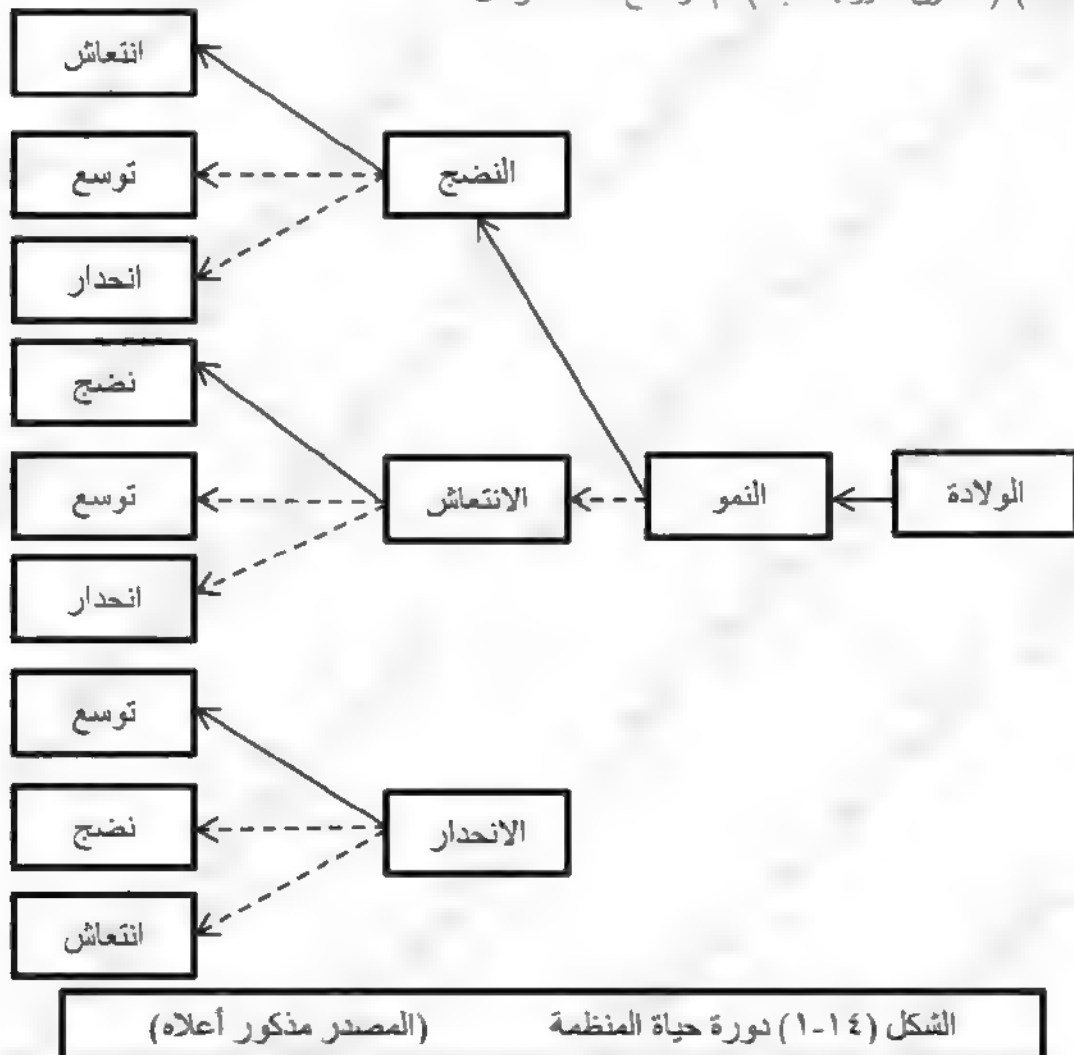 انتعاش
توسع
النضج
انحدار
نضج
الولادة
النمو
الانتعاش
توسع
انحدار
توسع
نضج
الانحدار
انتعاش
الشكل (١٤-١) دورة حياة المنظمة (المصدر مذكور أعلاه)